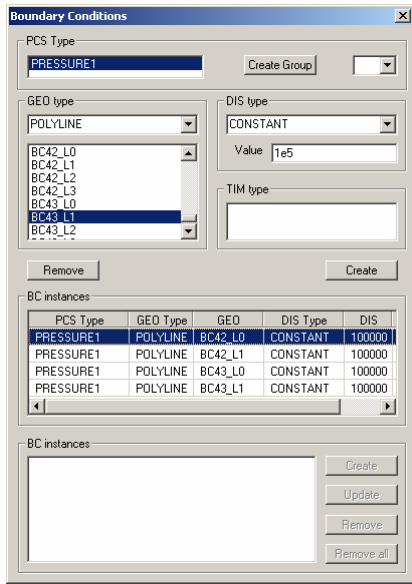 Boundary Conditions
PCS Type
PRESSURE1
Create Group
GEO type
POLYLINE
BC42_L0
BC42_L1
BC42_L2
BC42_L3
BC43_L0
BC43_L1
BC43_L2
DIS type
CONSTANT
Value 1e5
TIM type
Remove
Create
BC instances
PCS Type GEO Type GEO DIS Type DIS
PRESSURE1 POLYLINE BC42_L0 CONSTANT 100000
PRESSURE1 POLYLINE BC42_L1 CONSTANT 100000
PRESSURE1 POLYLINE BC43_L0 CONSTANT 100000
PRESSURE1 POLYLINE BC43_L1 CONSTANT 100000
BC instances
Create
Update
Remove
Remove all